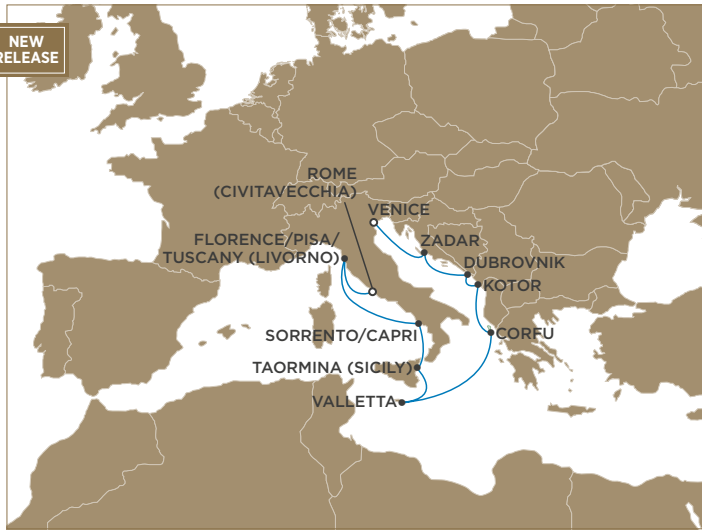 NEW
RELEASE
ROME
(CIVITAVECCHIA)
VENICE
FLORENCE/PISA/
TUSCANY (LIVORNO)
ZADAR
DUBROVNIK
KOTOR
SORRENTO/CAPRI
CORFU
TAORMINA (SICILY)
VALLETTA